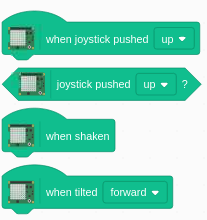 when joystick pushed up
joystick pushed up ?
when shaken
when tilted forward